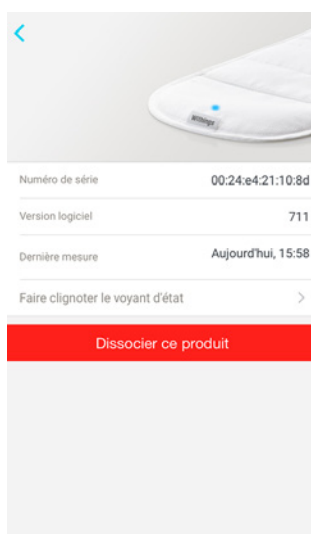 Withings
Numéro de série 00:24:e4:21:10:8d
Version logiciel 711
Dernière mesure Aujourd'hui, 15:58
Faire clignoter le voyant d'état
Dissocier ce produit